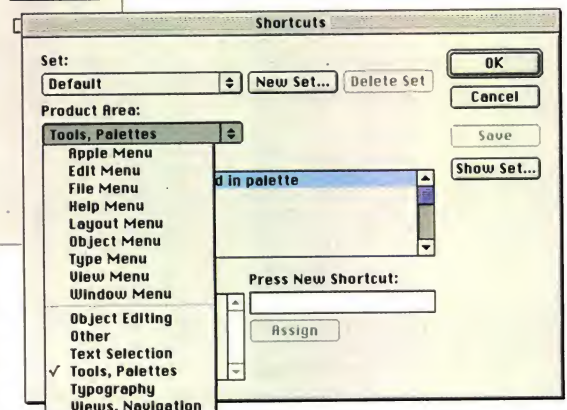 Shortcuts
Set:
Default
New Set...
Delete Set
OK
Cancel
Product Area:
Tools, Palettes
Save
Show Set...
Apple Menu
Edit Menu
File Menu
Help Menu
Layout Menu
Object Menu
Type Menu
View Menu
Window Menu
d in palette
Press New Shortcut:
Assign
Object Editing
Other
Text Selection
✓ Tools, Palettes
Typography
Views, Navigation